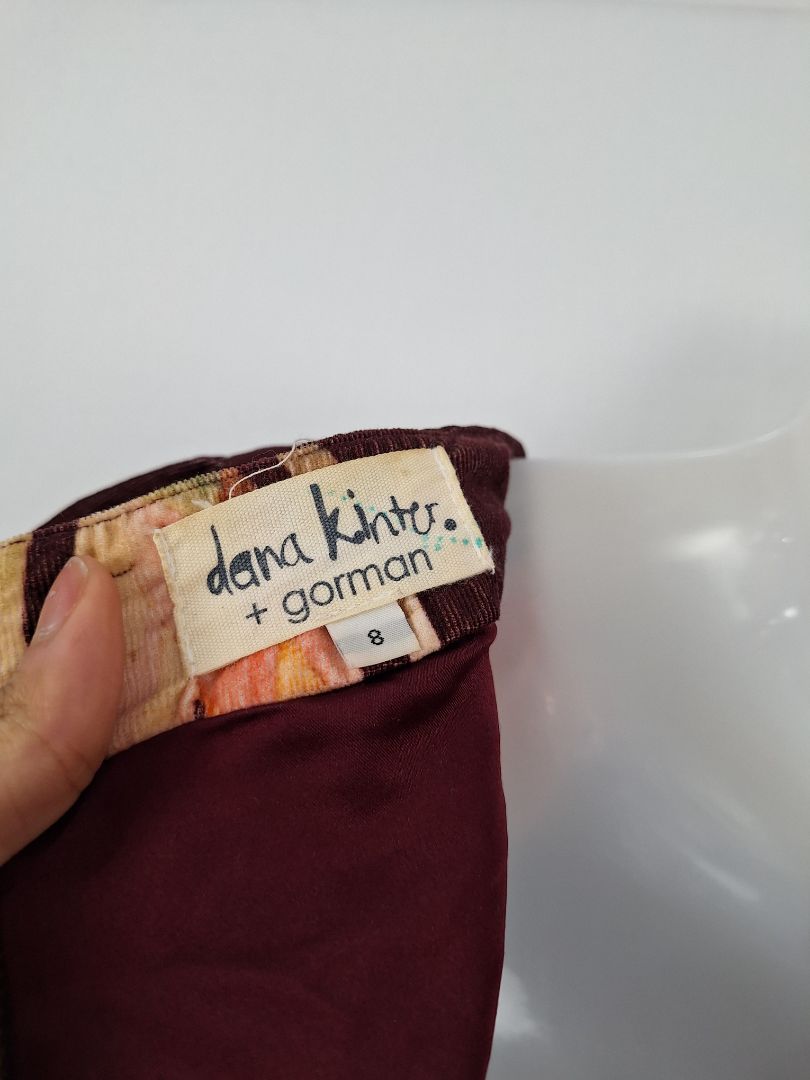 dana kinter.
+ gorman
8